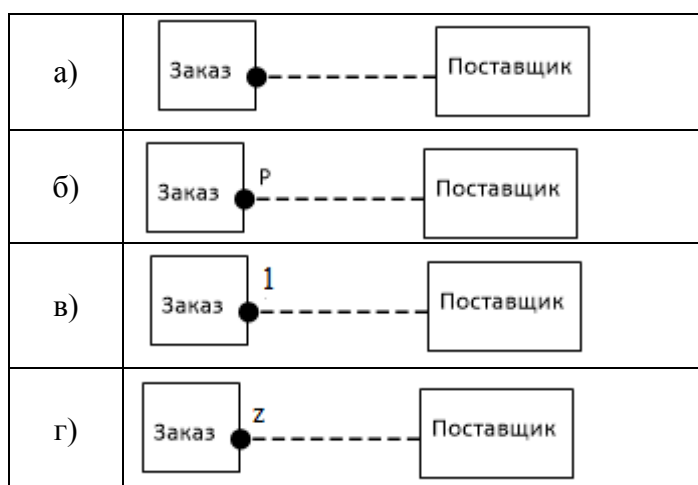 а) Заказ Поставщик
б) Заказ P Поставщик
в) Заказ 1 Поставщик
г) Заказ z Поставщик